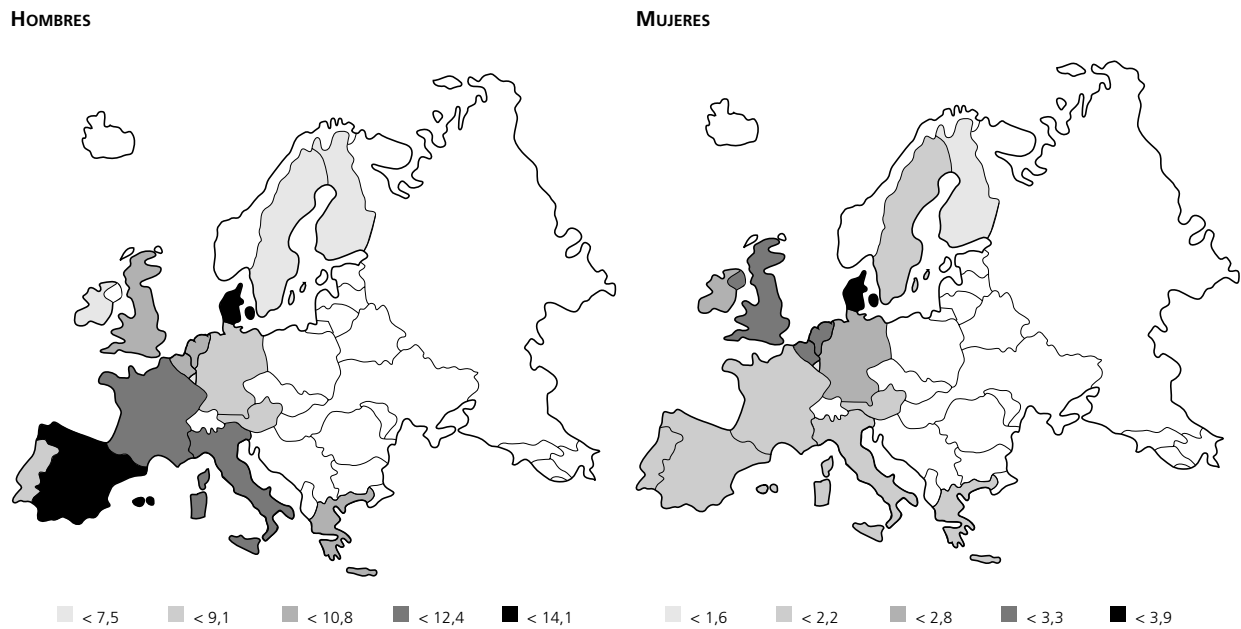 HOMBRES
MUJERES
< 7,5 < 9,1 < 10,8 < 12,4 < 14,1
< 1,6 < 2,2 < 2,8 < 3,3 < 3,9